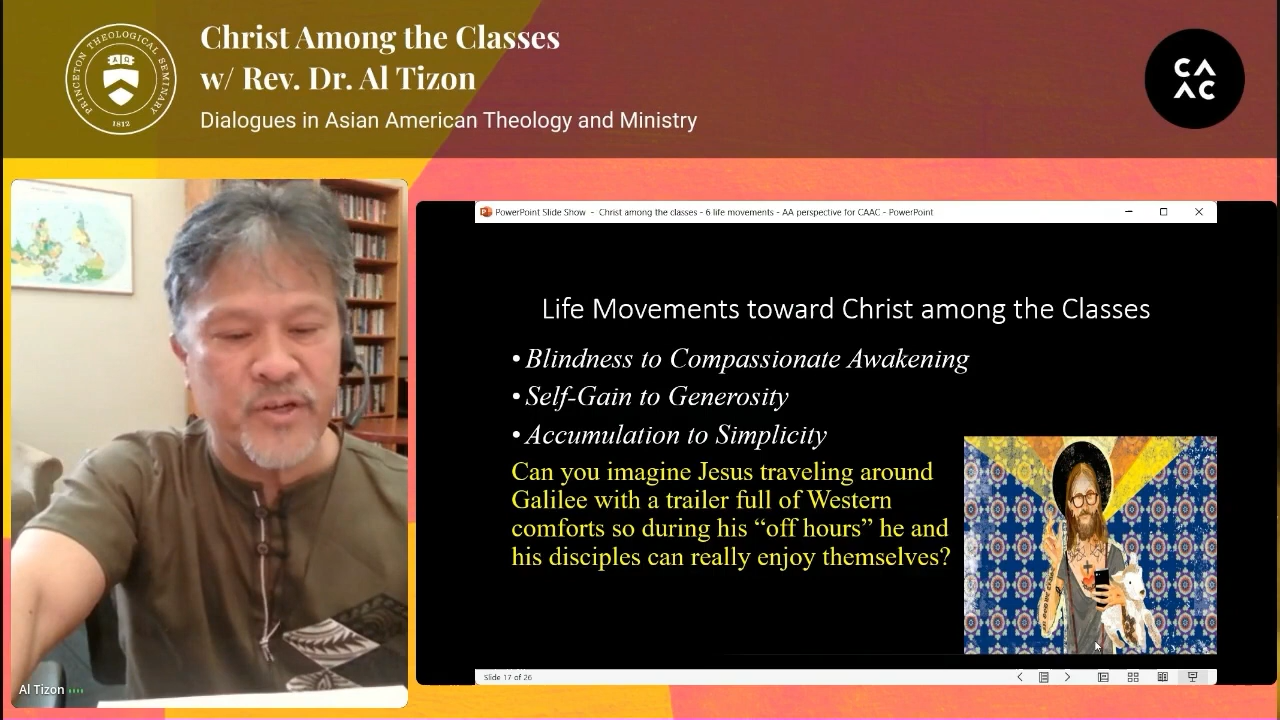 Christ Among the Classes
w/ Rev. Dr. Al Tizon
Dialogues in Asian American Theology and Ministry
PRINCETON THEOLOGICAL SEMINARY
1812
CA
AC
PowerPoint Slide Show - Christ among the classes - 6 life movements - AA perspective for CAAC - PowerPoint
Life Movements toward Christ among the Classes
• Blindness to Compassionate Awakening
• Self-Gain to Generosity
• Accumulation to Simplicity
Can you imagine Jesus traveling around
Galilee with a trailer full of Western
comforts so during his “off hours” he and
his disciples can really enjoy themselves?
Al Tizon
Slide 17 of 26